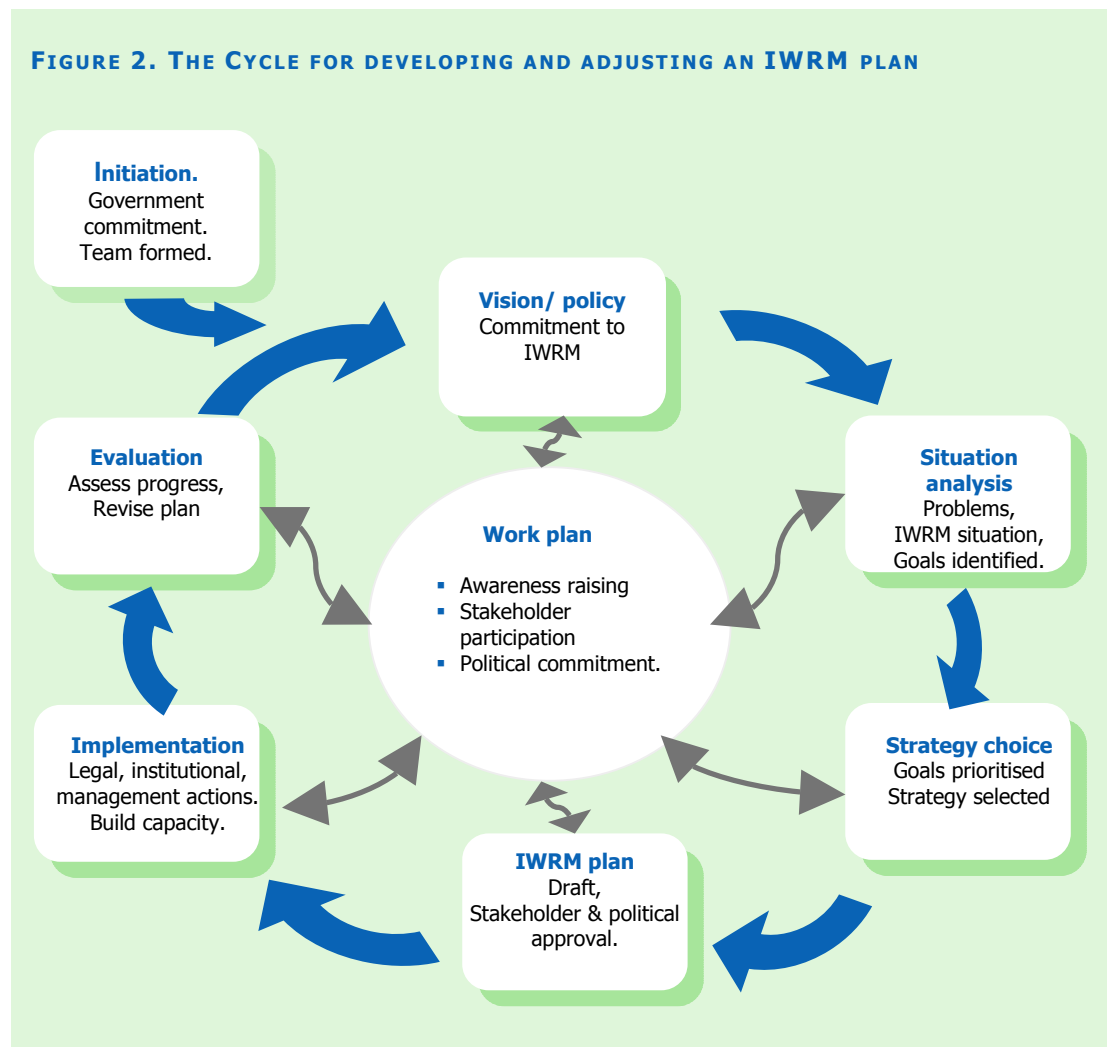 FIGURE 2. THE CYCLE FOR DEVELOPING AND ADJUSTING AN IWRM PLAN
Initiation.
Government
commitment.
Team formed.
Vision/ policy
Commitment to
IWRM
Evaluation
Assess progress,
Revise plan
Situation
analysis
Problems,
IWRM situation,
Goals identified.
Work plan
▪ Awareness raising
▪ Stakeholder
participation
▪ Political commitment.
Implementation
Legal, institutional,
management actions.
Build capacity.
Strategy choice
Goals prioritised
Strategy selected
IWRM plan
Draft,
Stakeholder & political
approval.